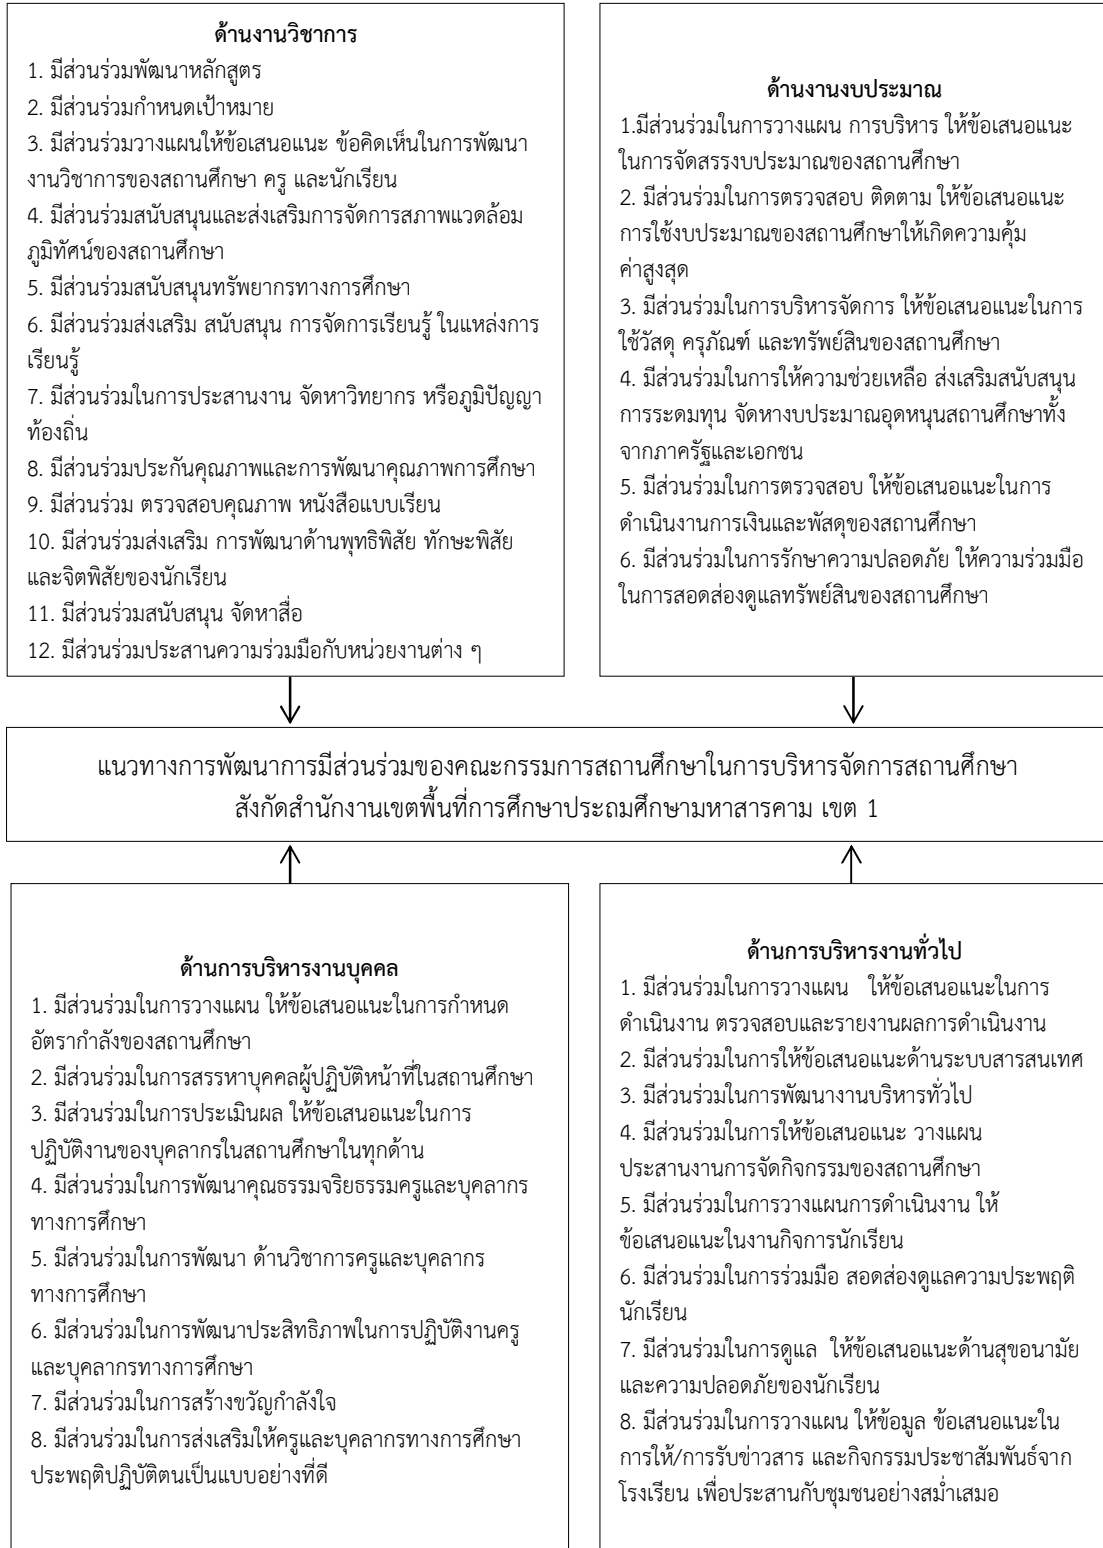 ด้านงานวิชาการ
1. มีส่วนร่วมพัฒนาหลักสูตร
2. มีส่วนร่วมกำหนดเป้าหมาย
3. มีส่วนร่วมวางแผนให้ข้อเสนอแนะ ข้อคิดเห็นในการพัฒนา
งานวิชาการของสถานศึกษา ครู และนักเรียน
4. มีส่วนร่วมสนับสนุนและส่งเสริมการจัดการสภาพแวดล้อม
ภูมิทัศน์ของสถานศึกษา
5. มีส่วนร่วมสนับสนุนทรัพยากรทางการศึกษา
6. มีส่วนร่วมส่งเสริม สนับสนุน การจัดการเรียนรู้ ในแหล่งการ
เรียนรู้
7. มีส่วนร่วมในการประสานงาน จัดหาวิทยากร หรือภูมิปัญญา
ท้องถิ่น
8. มีส่วนร่วมประกันคุณภาพและการพัฒนาคุณภาพการศึกษา
9. มีส่วนร่วม ตรวจสอบคุณภาพ หนังสือแบบเรียน
10. มีส่วนร่วมส่งเสริม การพัฒนาด้านพุทธิพิสัย ทักษะพิสัย
และจิตพิสัยของนักเรียน
11. มีส่วนร่วมสนับสนุน จัดหาสื่อ
12. มีส่วนร่วมประสานความร่วมมือกับหน่วยงานต่าง ๆ
ด้านงานงบประมาณ
1.มีส่วนร่วมในการวางแผน การบริหาร ให้ข้อเสนอแนะ
ในการจัดสรรงบประมาณของสถานศึกษา
2. มีส่วนร่วมในการตรวจสอบ ติดตาม ให้ข้อเสนอแนะ
การใช้งบประมาณของสถานศึกษาให้เกิดความคุ้ม
ค่าสูงสุด
3. มีส่วนร่วมในการบริหารจัดการ ให้ข้อเสนอแนะในการ
ใช้วัสดุ ครุภัณฑ์ และทรัพย์สินของสถานศึกษา
4. มีส่วนร่วมในการให้ความช่วยเหลือ ส่งเสริมสนับสนุน
การระดมทุน จัดหางบประมาณอุดหนุนสถานศึกษาทั้ง
จากภาครัฐและเอกชน
5. มีส่วนร่วมในการตรวจสอบ ให้ข้อเสนอแนะในการ
ดำเนินงานการเงินและพัสดุของสถานศึกษา
6. มีส่วนร่วมในการรักษาความปลอดภัย ให้ความร่วมมือ
ในการสอดส่องดูแลทรัพย์สินของสถานศึกษา
แนวทางการพัฒนาการมีส่วนร่วมของคณะกรรมการสถานศึกษาในการบริหารจัดการสถานศึกษา
สังกัดสำนักงานเขตพื้นที่การศึกษาประถมศึกษามหาสารคาม เขต 1
ด้านการบริหารงานบุคคล
1. มีส่วนร่วมในการวางแผน ให้ข้อเสนอแนะในการกำหนด
อัตรากำลังของสถานศึกษา
2. มีส่วนร่วมในการสรรหาบุคคลผู้ปฏิบัติหน้าที่ในสถานศึกษา
3. มีส่วนร่วมในการประเมินผล ให้ข้อเสนอแนะในการ
ปฏิบัติงานของบุคลากรในสถานศึกษาในทุกด้าน
4. มีส่วนร่วมในการพัฒนาคุณธรรมจริยธรรมครูและบุคลากร
ทางการศึกษา
5. มีส่วนร่วมในการพัฒนา ด้านวิชาการครูและบุคลากร
ทางการศึกษา
6. มีส่วนร่วมในการพัฒนาประสิทธิภาพในการปฏิบัติงานครู
และบุคลากรทางการศึกษา
7. มีส่วนร่วมในการสร้างขวัญกำลังใจ
8. มีส่วนร่วมในการส่งเสริมให้ครูและบุคลากรทางการศึกษา
ประพฤติปฏิบัติตนเป็นแบบอย่างที่ดี
ด้านการบริหารงานทั่วไป
1. มีส่วนร่วมในการวางแผน ให้ข้อเสนอแนะในการ
ดำเนินงาน ตรวจสอบและรายงานผลการดำเนินงาน
2. มีส่วนร่วมในการให้ข้อเสนอแนะด้านระบบสารสนเทศ
3. มีส่วนร่วมในการพัฒนางานบริหารทั่วไป
4. มีส่วนร่วมในการให้ข้อเสนอแนะ วางแผน
ประสานงานการจัดกิจกรรมของสถานศึกษา
5. มีส่วนร่วมในการวางแผนการดำเนินงาน ให้
ข้อเสนอแนะในงานกิจการนักเรียน
6. มีส่วนร่วมในการร่วมมือ สอดส่องดูแลความประพฤติ
นักเรียน
7. มีส่วนร่วมในการดูแล ให้ข้อเสนอแนะด้านสุขอนามัย
และความปลอดภัยของนักเรียน
8. มีส่วนร่วมในการวางแผน ให้ข้อมูล ข้อเสนอแนะใน
การให้/การรับข่าวสาร และกิจกรรมประชาสัมพันธ์จาก
โรงเรียน เพื่อประสานกับชุมชนอย่างสม่ำเสมอ